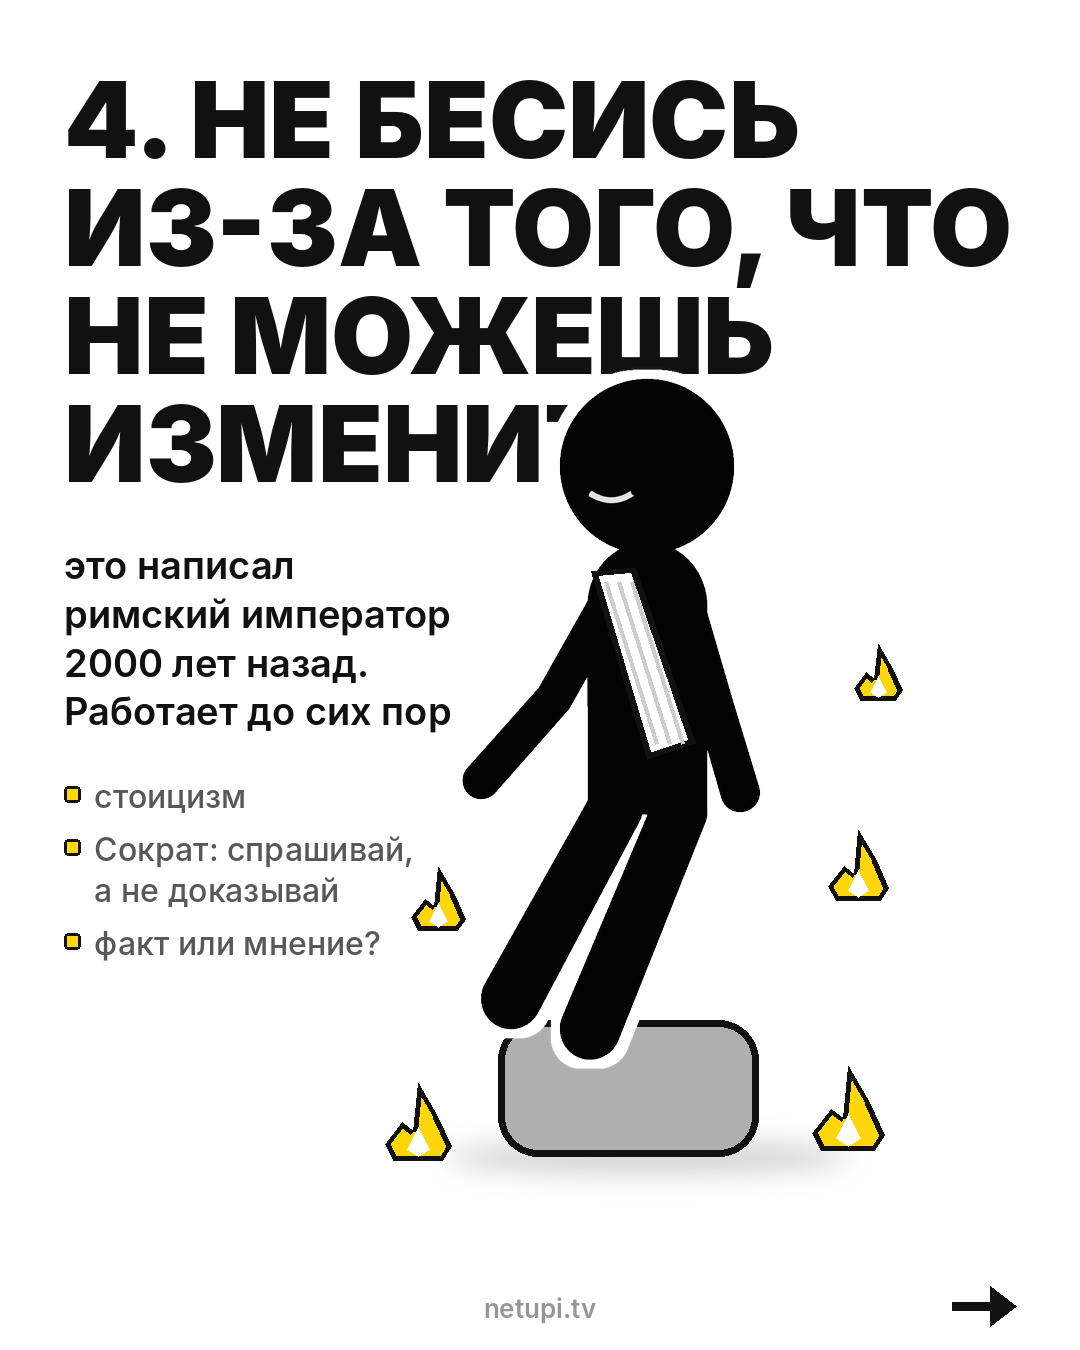 4. НЕ БЕСИСЬ
ИЗ-ЗА ТОГО, ЧТО
НЕ МОЖЕШЬ
это написал
римский император
2000 лет назад.
Работает до сих пор
стоицизм
Сократ: спрашивай,
а не доказывай
факт или мнение?
netupi.tv